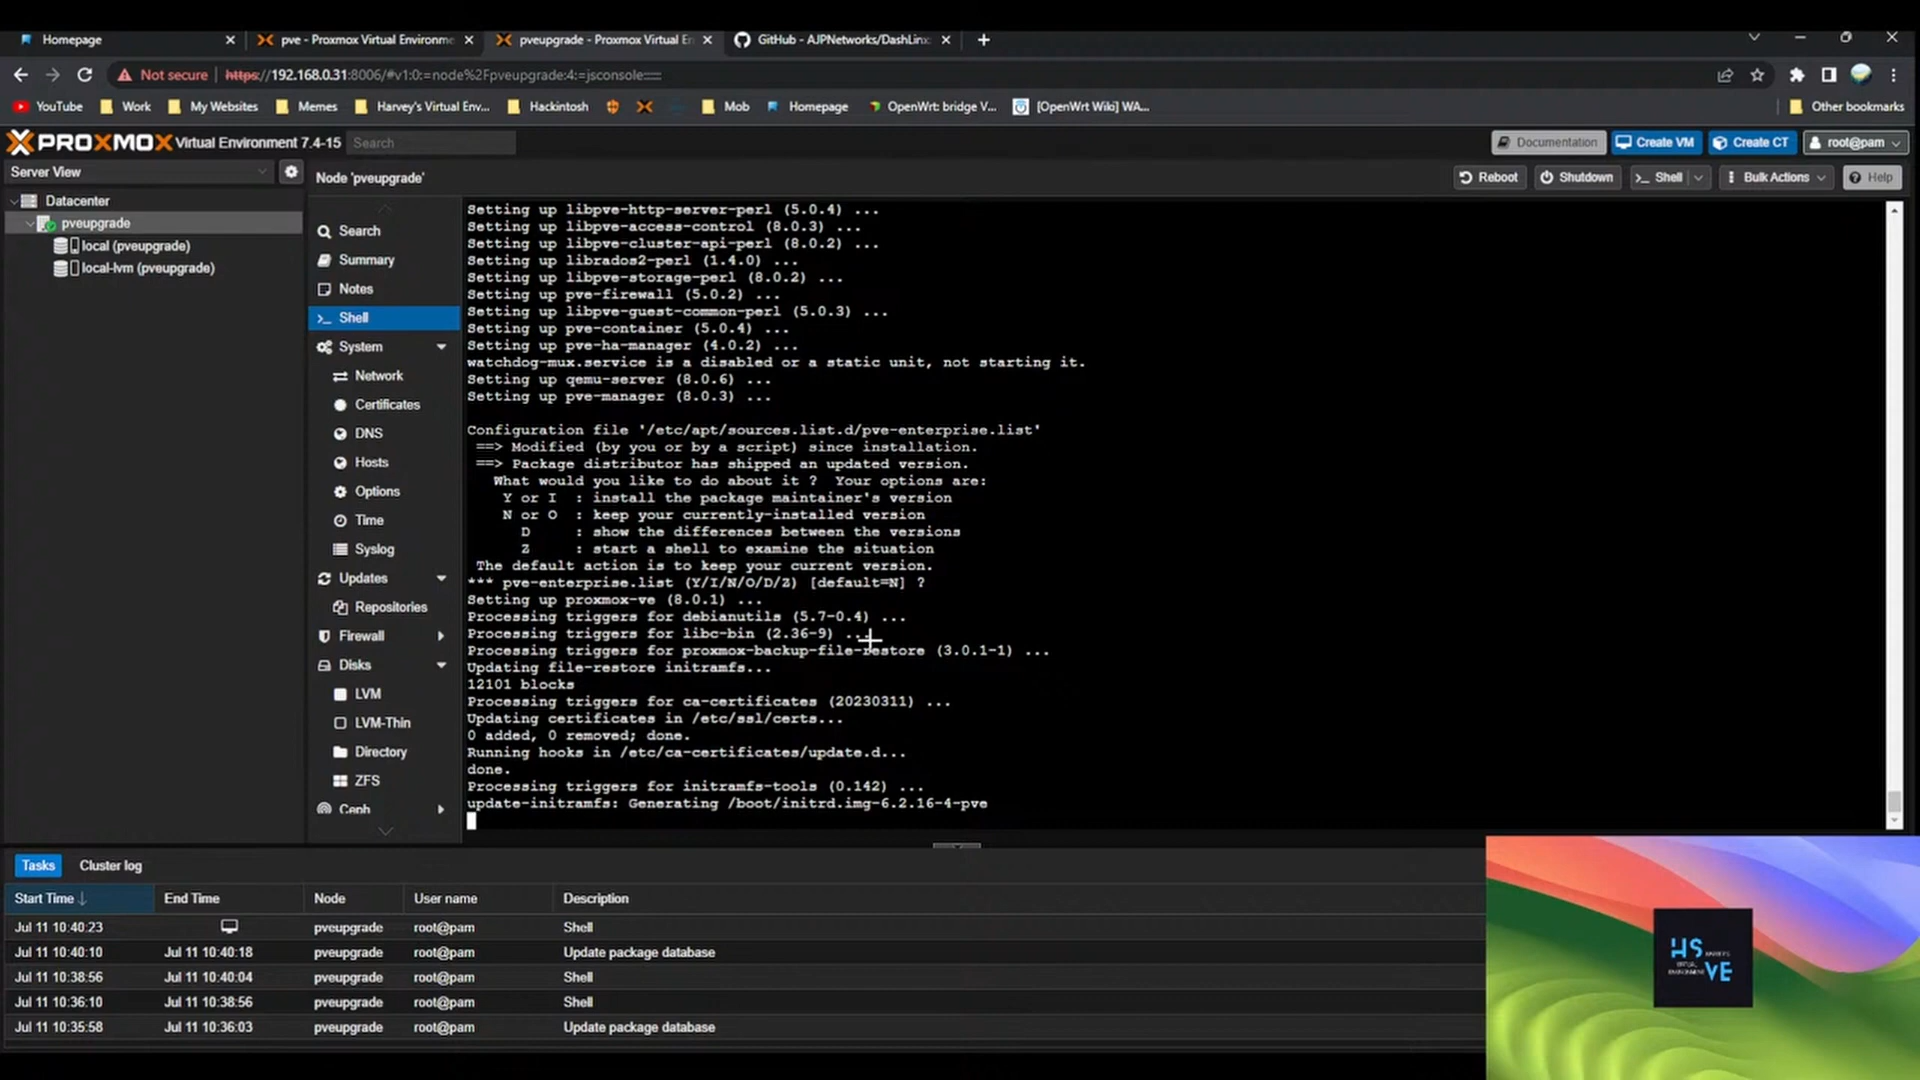 Homepage
pve - Proxmox Virtual Environme
pveupgrade - Proxmox Virtual En
GitHub - AJPNetworks/DashLinx
Not secure
https://192.168.0.31:8006/#v1:0:=node%2Fpveupgrade:4:=jsconsole::::::
YouTube
Work
My Websites
Memes
Harvey's Virtual Env...
Hackintosh
Mob
Homepage
OpenWrt: bridge V...
[OpenWrt Wiki] WA...
Other bookmarks
PROXMOX Virtual Environment 7.4-15
Search
Documentation
Create VM
Create CT
root@pam
Server View
Node 'pveupgrade'
Reboot
Shutdown
>_ Shell
Bulk Actions
Help
Datacenter
pveupgrade
local (pveupgrade)
local-lvm (pveupgrade)
Search
Summary
Notes
>_ Shell
System
Network
Certificates
DNS
Hosts
Options
Time
Syslog
Updates
Repositories
Firewall
Disks
LVM
LVM-Thin
Directory
ZFS
Ceph
Setting up libpve-http-server-perl (5.0.4) ...
Setting up libpve-access-control (8.0.3) ...
Setting up libpve-cluster-api-perl (8.0.2) ...
Setting up librados2-perl (1.4.0) ...
Setting up libpve-storage-perl (8.0.2) ...
Setting up pve-firewall (5.0.2) ...
Setting up libpve-guest-common-perl (5.0.3) ...
Setting up pve-container (5.0.4) ...
Setting up pve-ha-manager (4.0.2) ...
watchdog-mux.service is a disabled or a static unit, not starting it.
Setting up qemu-server (8.0.6) ...
Setting up pve-manager (8.0.3) ...
Configuration file '/etc/apt/sources.list.d/pve-enterprise.list'
==> Modified (by you or by a script) since installation.
==> Package distributor has shipped an updated version.
What would you like to do about it ? Your options are:
Y or I : install the package maintainer's version
N or O : keep your currently-installed version
D : show the differences between the versions
Z : start a shell to examine the situation
The default action is to keep your current version.
*** pve-enterprise.list (Y/I/N/O/D/Z) [default=N] ?
Setting up proxmox-ve (8.0.1) ...
Processing triggers for debianutils (5.7-0.4) ...
Processing triggers for libc-bin (2.36-9) ...
Processing triggers for proxmox-backup-file-restore (3.0.1-1) ...
Updating file-restore initramfs...
12101 blocks
Processing triggers for ca-certificates (20230311) ...
Updating certificates in /etc/ssl/certs...
0 added, 0 removed; done.
Running hooks in /etc/ca-certificates/update.d...
done.
Processing triggers for initramfs-tools (0.142) ...
update-initramfs: Generating /boot/initrd.img-6.2.16-4-pve
Tasks
Cluster log
Start Time
End Time
Node
User name
Description
Jul 11 10:40:23 pveupgrade root@pam Shell
Jul 11 10:40:10 Jul 11 10:40:18 pveupgrade root@pam Update package database
Jul 11 10:38:56 Jul 11 10:40:04 pveupgrade root@pam Shell
Jul 11 10:36:10 Jul 11 10:38:56 pveupgrade root@pam Shell
Jul 11 10:35:58 Jul 11 10:36:03 pveupgrade root@pam Update package database
HS
VE